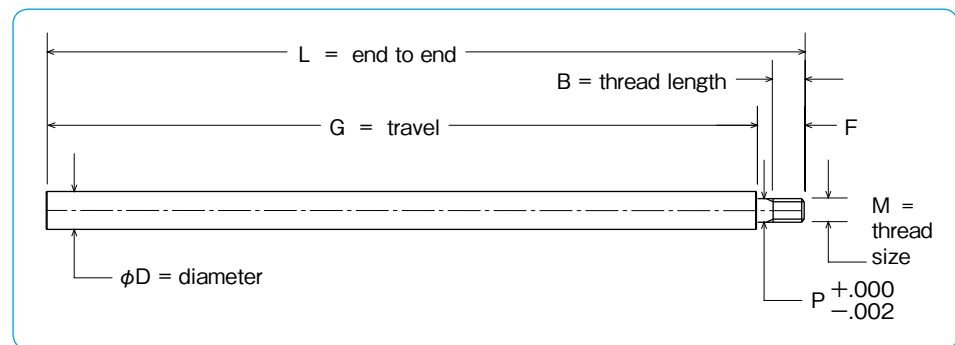 L = end to end
B = thread length
G = travel
F
M =
thread
size
φD = diameter
P +.000
−.002